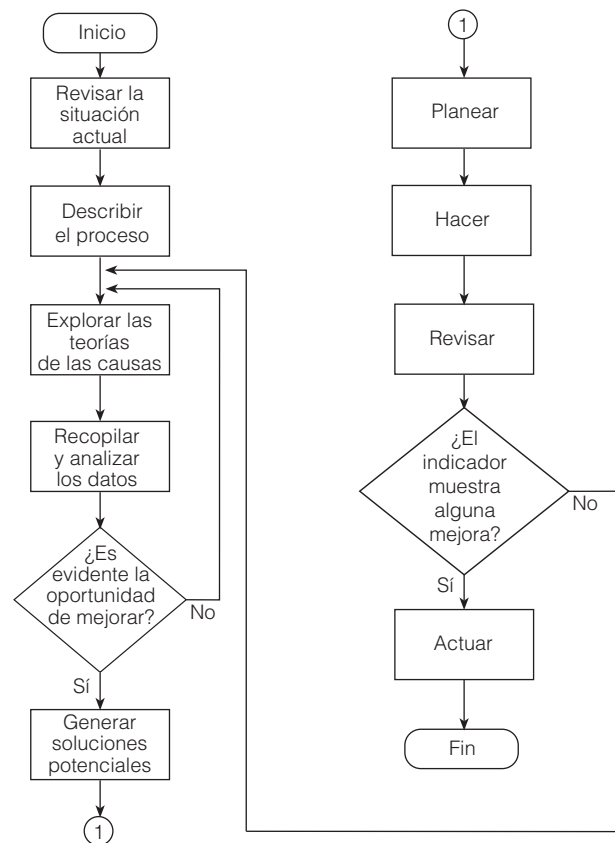 Inicio
Revisar la
situación
actual
Describir
el proceso
Explorar las
teorías
de las causas
Recopilar
y analizar
los datos
¿Es
evidente la
oportunidad
de mejorar?
No
Sí
Generar
soluciones
potenciales
1
1
Planear
Hacer
Revisar
¿El
indicador
muestra
alguna
mejora?
No
Sí
Actuar
Fin